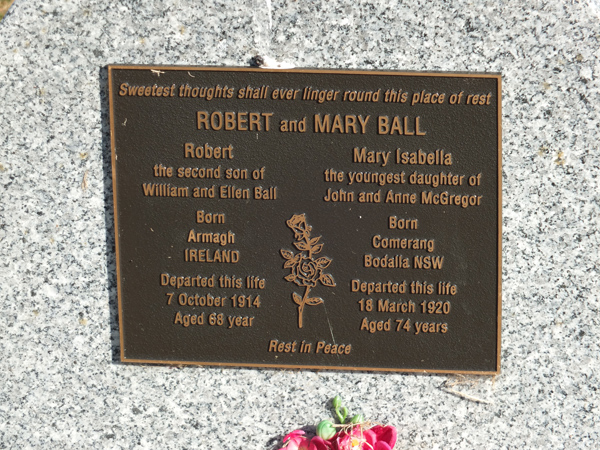 Sweetest thoughts shall ever linger round this place of rest
ROBERT and MARY BALL
Robert
the second son of
William and Ellen Ball
Born
Armagh
IRELAND
Departed this life
7 October 1914
Aged 68 year
Mary Isabella
the youngest daughter of
John and Anne McGregor
Born
Comerang
Bodalla NSW
Departed this life
18 March 1920
Aged 74 years
Rest in Peace